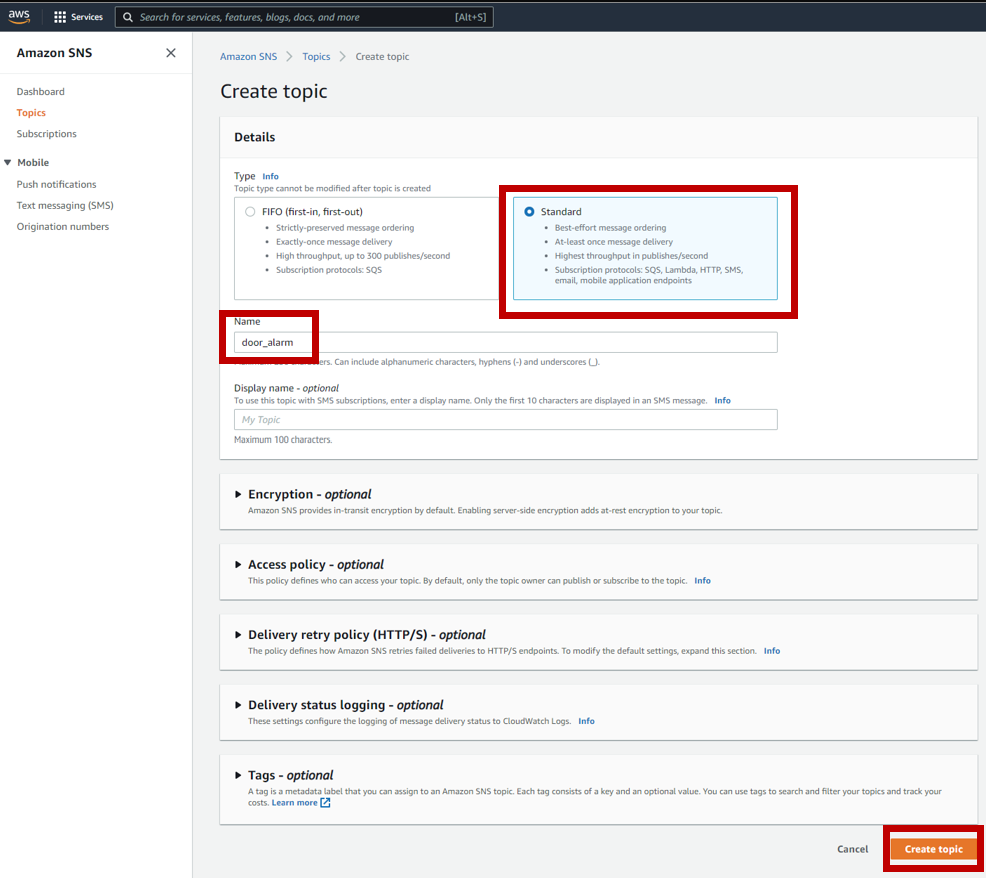 aws Services Search for services, features, blogs, docs, and more [Alt+S]
Amazon SNS
Dashboard
Topics
Subscriptions
Mobile
Push notifications
Text messaging (SMS)
Origination numbers
Amazon SNS Topics Create topic
Create topic
Details
Type Info
Topic type cannot be modified after topic is created
FIFO (first-in, first-out)
Strictly-preserved message ordering
Exactly-once message delivery
High throughput, up to 300 publishes/second
Subscription protocols: SQS
Standard
Best-effort message ordering
At-least once message delivery
Highest throughput in publishes/second
Subscription protocols: SQS, Lambda, HTTP, SMS,
email, mobile application endpoints
Name
door_alarm
Can include alphanumeric characters, hyphens (-) and underscores (_).
Display name - optional
To use this topic with SMS subscriptions, enter a display name. Only the first 10 characters are displayed in an SMS message. Info
My Topic
Maximum 100 characters.
Encryption - optional
Amazon SNS provides in-transit encryption by default. Enabling server-side encryption adds at-rest encryption to your topic.
Access policy - optional
This policy defines who can access your topic. By default, only the topic owner can publish or subscribe to the topic. Info
Delivery retry policy (HTTP/S) - optional
The policy defines how Amazon SNS retries failed deliveries to HTTP/S endpoints. To modify the default settings, expand this section. Info
Delivery status logging - optional
These settings configure the logging of message delivery status to CloudWatch Logs. Info
Tags - optional
A tag is a metadata label that you can assign to an Amazon SNS topic. Each tag consists of a key and an optional value. You can use tags to search and filter your topics and track your
costs. Learn more
Cancel Create topic